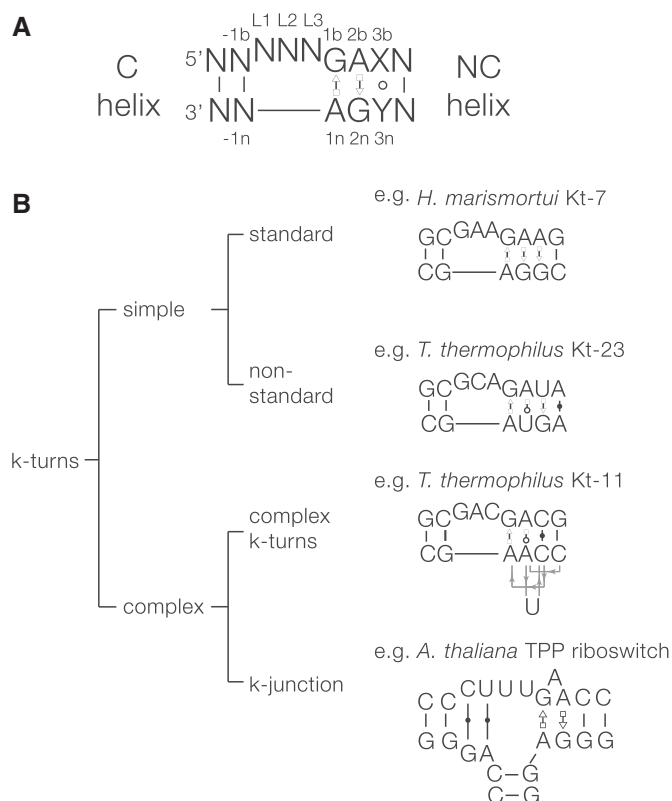 A
L1 L2 L3
-1b 1b 2b 3b
5' NNNNNGAXN
C helix
NC helix
3' NN AGYN
-1n 1n 2n 3n
B
e.g. H. marismortui Kt-7
standard
GCGAAGAAG
CG AGGC
simple
e.g. T. thermophilus Kt-23
non-
standard
GCGCAGAUA
CG AUGA
k-turns
e.g. T. thermophilus Kt-11
complex
k-turns
GCGACGACG
CG AACC
U
complex
e.g. A. thaliana TPP riboswitch
k-junction
A
CCCUUUGACC
GGGA AGGG
C G
C G